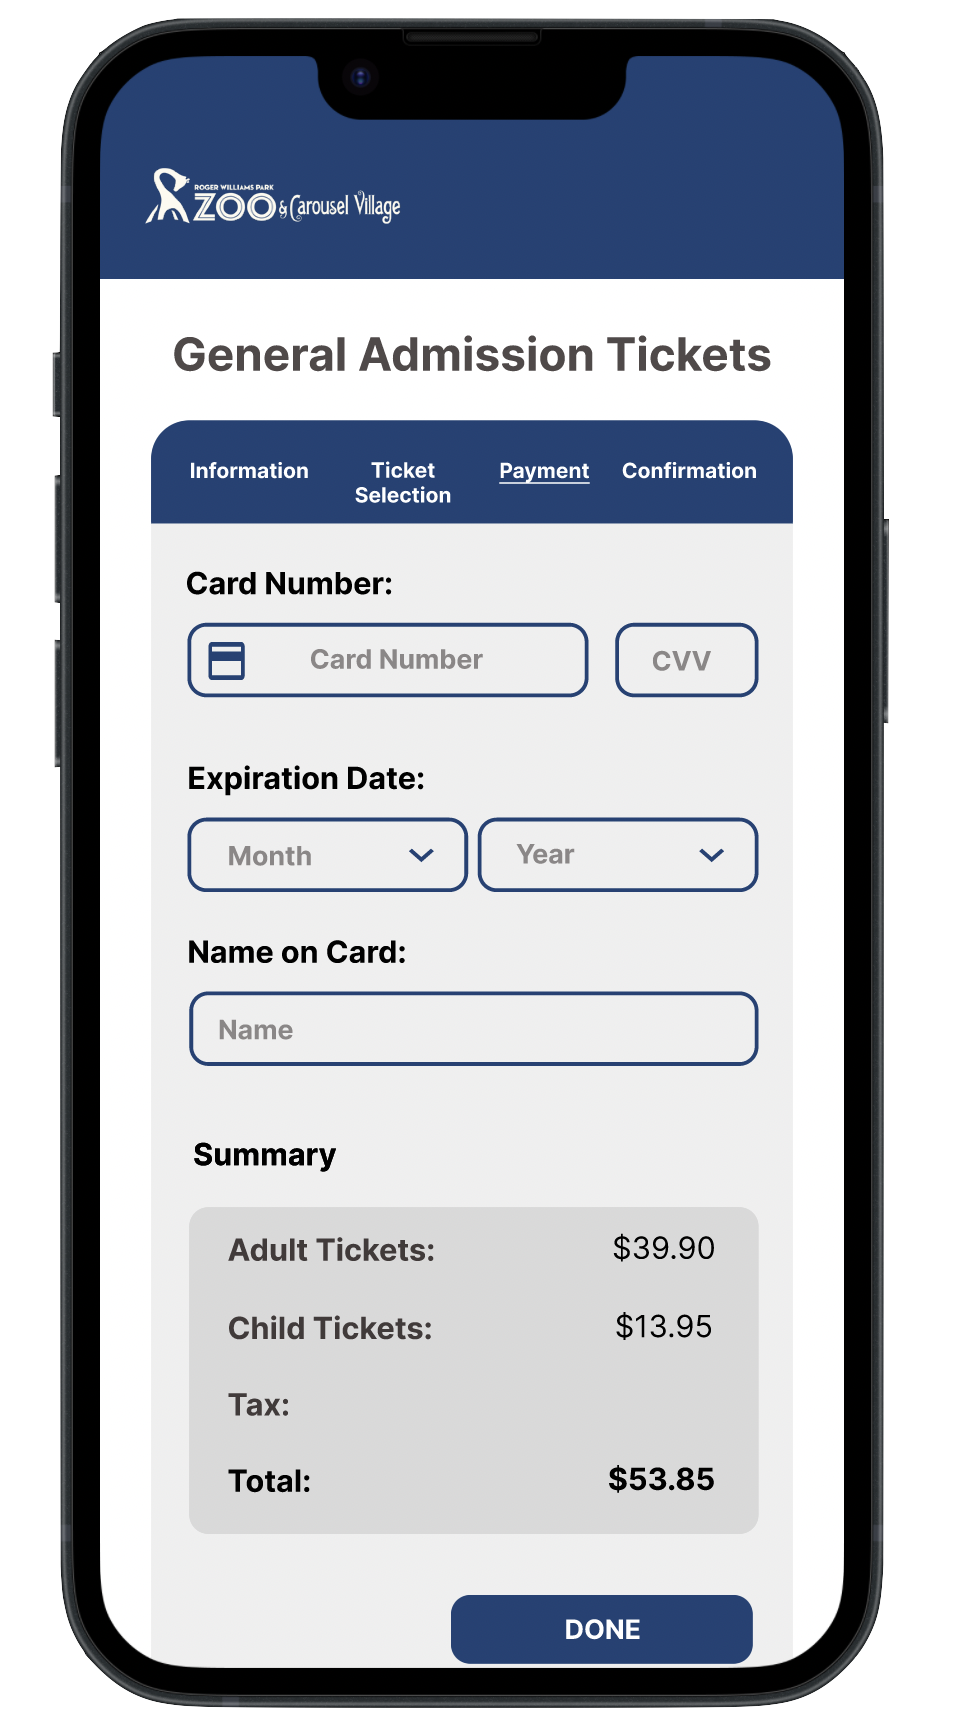 ROGER WILLIAMS PARK
ZOO & Carousel Village
General Admission Tickets
Information Ticket Selection Payment Confirmation
Card Number:
Card Number CVV
Expiration Date:
Month Year
Name on Card:
Name
Summary
Adult Tickets: $39.90
Child Tickets: $13.95
Tax:
Total: $53.85
DONE